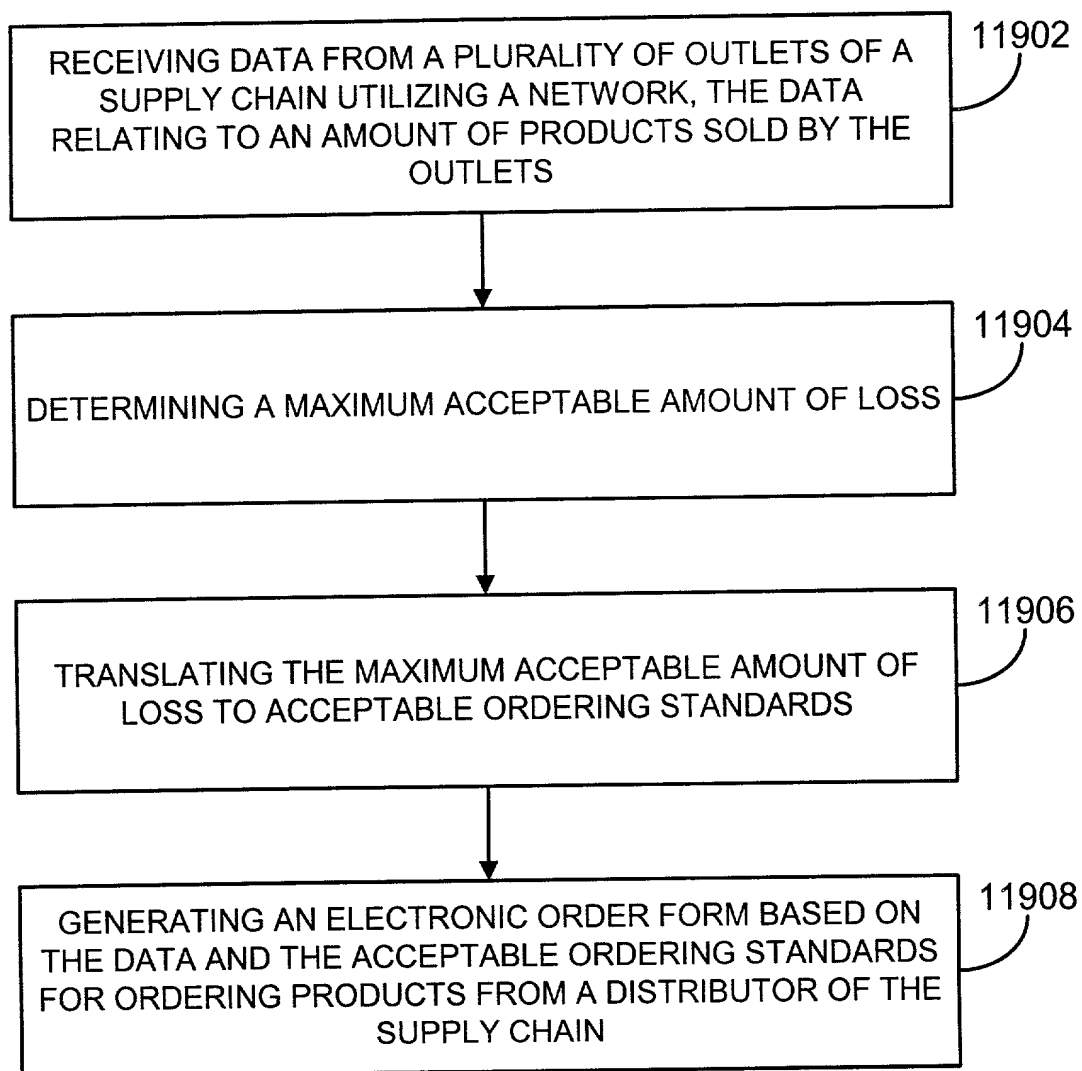 11902
RECEIVING DATA FROM A PLURALITY OF OUTLETS OF A
SUPPLY CHAIN UTILIZING A NETWORK, THE DATA
RELATING TO AN AMOUNT OF PRODUCTS SOLD BY THE
OUTLETS
11904
DETERMINING A MAXIMUM ACCEPTABLE AMOUNT OF LOSS
11906
TRANSLATING THE MAXIMUM ACCEPTABLE AMOUNT OF
LOSS TO ACCEPTABLE ORDERING STANDARDS
11908
GENERATING AN ELECTRONIC ORDER FORM BASED ON
THE DATA AND THE ACCEPTABLE ORDERING STANDARDS
FOR ORDERING PRODUCTS FROM A DISTRIBUTOR OF THE
SUPPLY CHAIN